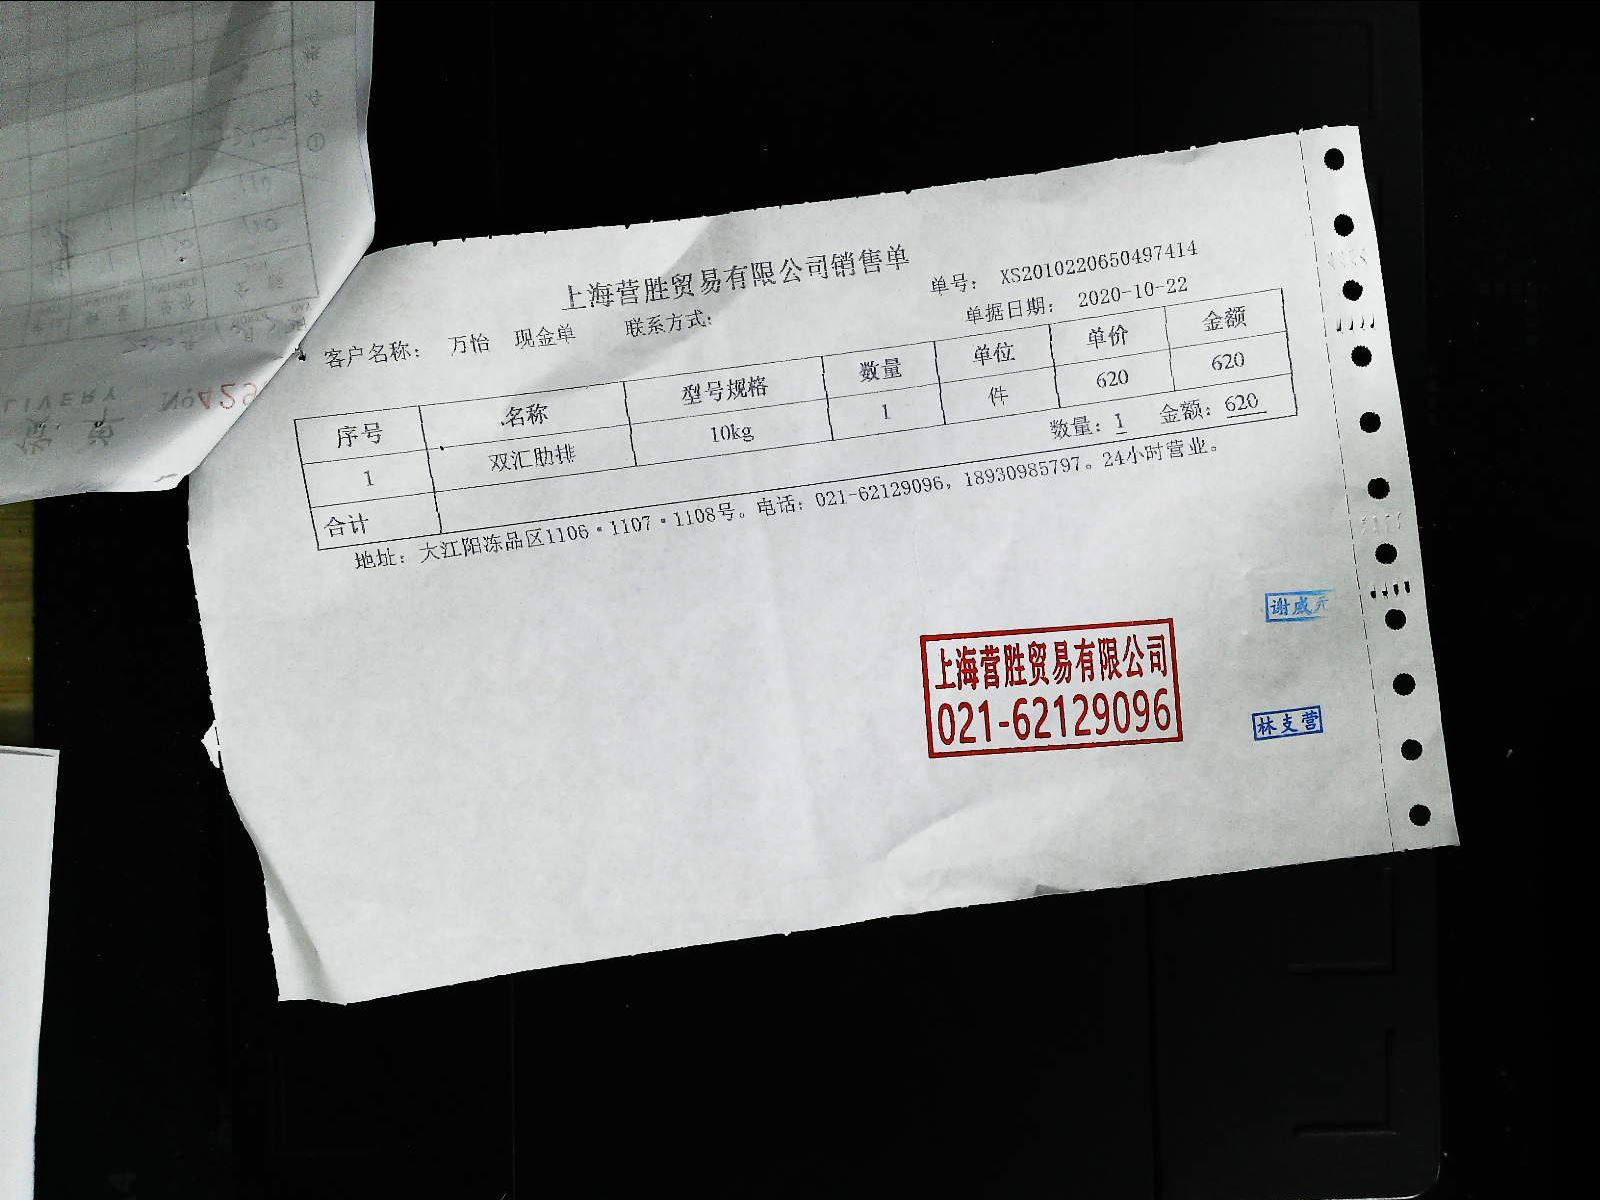 上海营胜贸易有限公司销售单
单号： XS2010220650497414
客户名称： 万怡 现金单 联系方式： 单据日期： 2020-10-22
序号 名称 型号规格 数量 单位 单价 金额
1 双汇肋排 10kg 1 件 620 620
合计 数量：1 金额：620
地址：大江阳冻品区1106·1107·1108号。电话：021-62129096，18930985797。24小时营业。
上海营胜贸易有限公司
021-62129096
林支营
LIVERY
No429